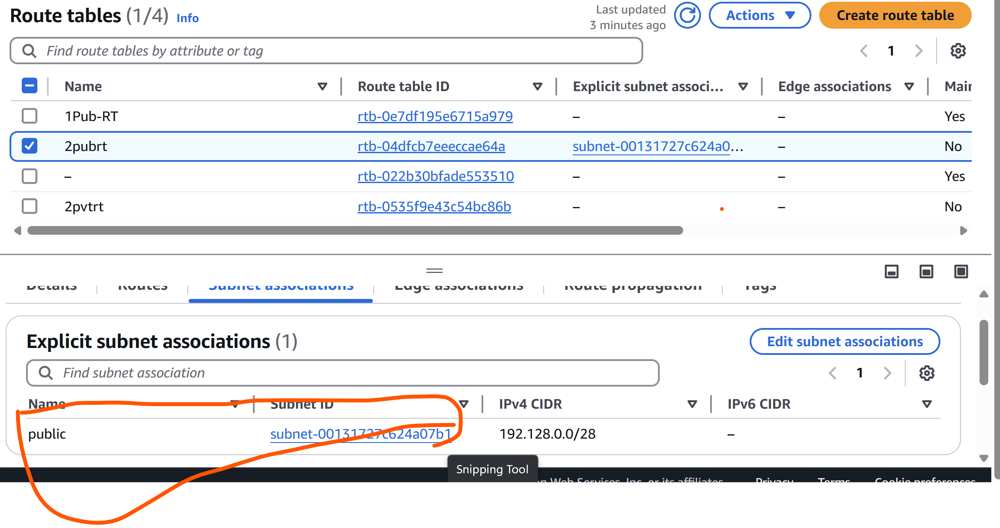 Route tables (1/4) Info
Last updated
3 minutes ago
Actions
Create route table
Find route tables by attribute or tag
1
Name Route table ID Explicit subnet associ... Edge associations Main
1Pub-RT rtb-0e7df195e6715a979 – – Yes
2pubrt rtb-04dfcb7eeeccae64a subnet-00131727c624a0... – No
– rtb-022b30bfade553510 – – Yes
2pvtrt rtb-0535f9e43c54bc86b – – No
Details Routes Subnet associations Edge associations Route propagation Tags
Explicit subnet associations (1)
Edit subnet associations
Find subnet association
1
Name Subnet ID IPv4 CIDR IPv6 CIDR
public subnet-00131727c624a07b1 192.128.0.0/28 –
Snipping Tool
on Web Services, Inc. or its affiliates Privacy Terms Cookie preferences